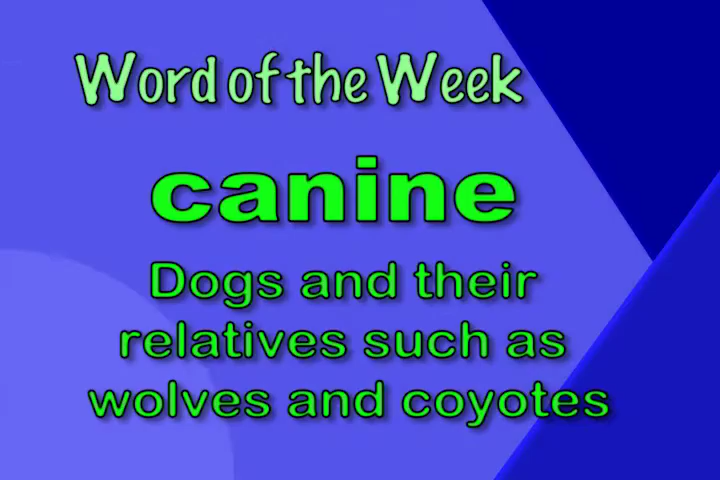 Word of the Week
canine
Dogs and their
relatives such as
wolves and coyotes